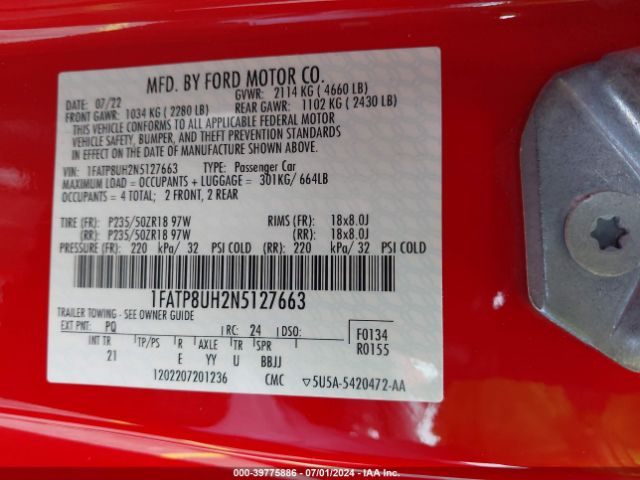 MFD. BY FORD MOTOR CO.
DATE: 07/22 GVWR: 2114 KG ( 4660 LB)
FRONT GAWR: 1034 KG ( 2280 LB) REAR GAWR: 1102 KG ( 2430 LB)
THIS VEHICLE CONFORMS TO ALL APPLICABLE FEDERAL MOTOR
VEHICLE SAFETY, BUMPER, AND THEFT PREVENTION STANDARDS
IN EFFECT ON THE DATE OF MANUFACTURE SHOWN ABOVE.
VIN: 1FATP8UH2N5127663 TYPE: Passenger Car
MAXIMUM LOAD = OCCUPANTS + LUGGAGE = 301KG/ 664LB
OCCUPANTS = 4 TOTAL; 2 FRONT, 2 REAR
TIRE (FR): P235/50ZR18 97W RIMS (FR): 18x8.0J
(RR): P235/50ZR18 97W (RR): 18x8.0J
PRESSURE (FR): 220 kPa/ 32 PSI COLD (RR): 220 kPa/ 32 PSI COLD
1FATP8UH2N5127663
TRAILER TOWING - SEE OWNER GUIDE
EXT PNT: PQ RC: 24 DSO: F0134
INT TR TP/PS R AXLE TR SPR R0155
21 E YY U BBJJ
1202207201236 CMC ▽5U5A-5420472-AA
000-39775886 / 07/01/2024 - IAAI.COM